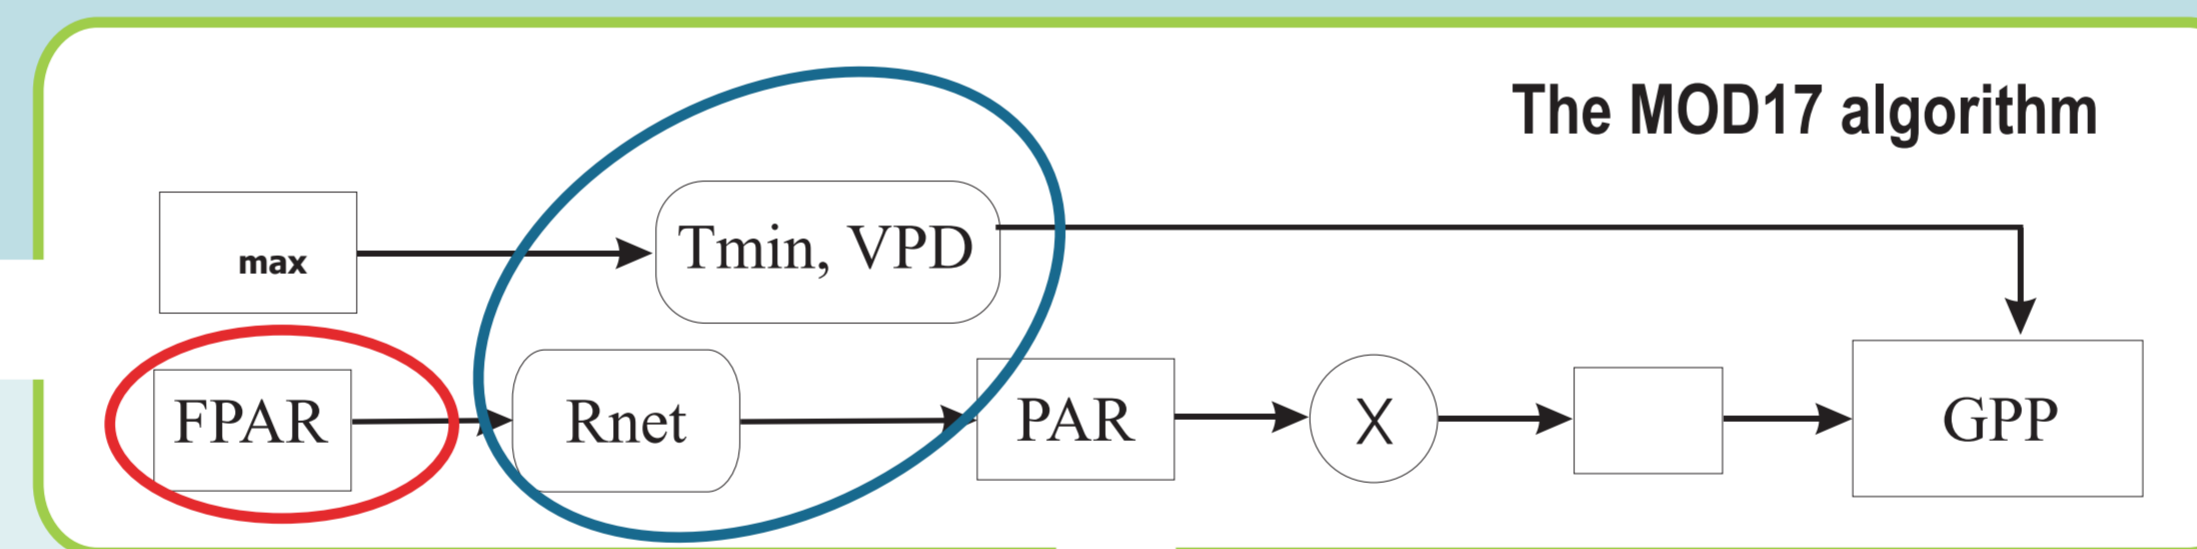 The MOD17 algorithm
max
Tmin, VPD
FPAR
Rnet
PAR
X
GPP